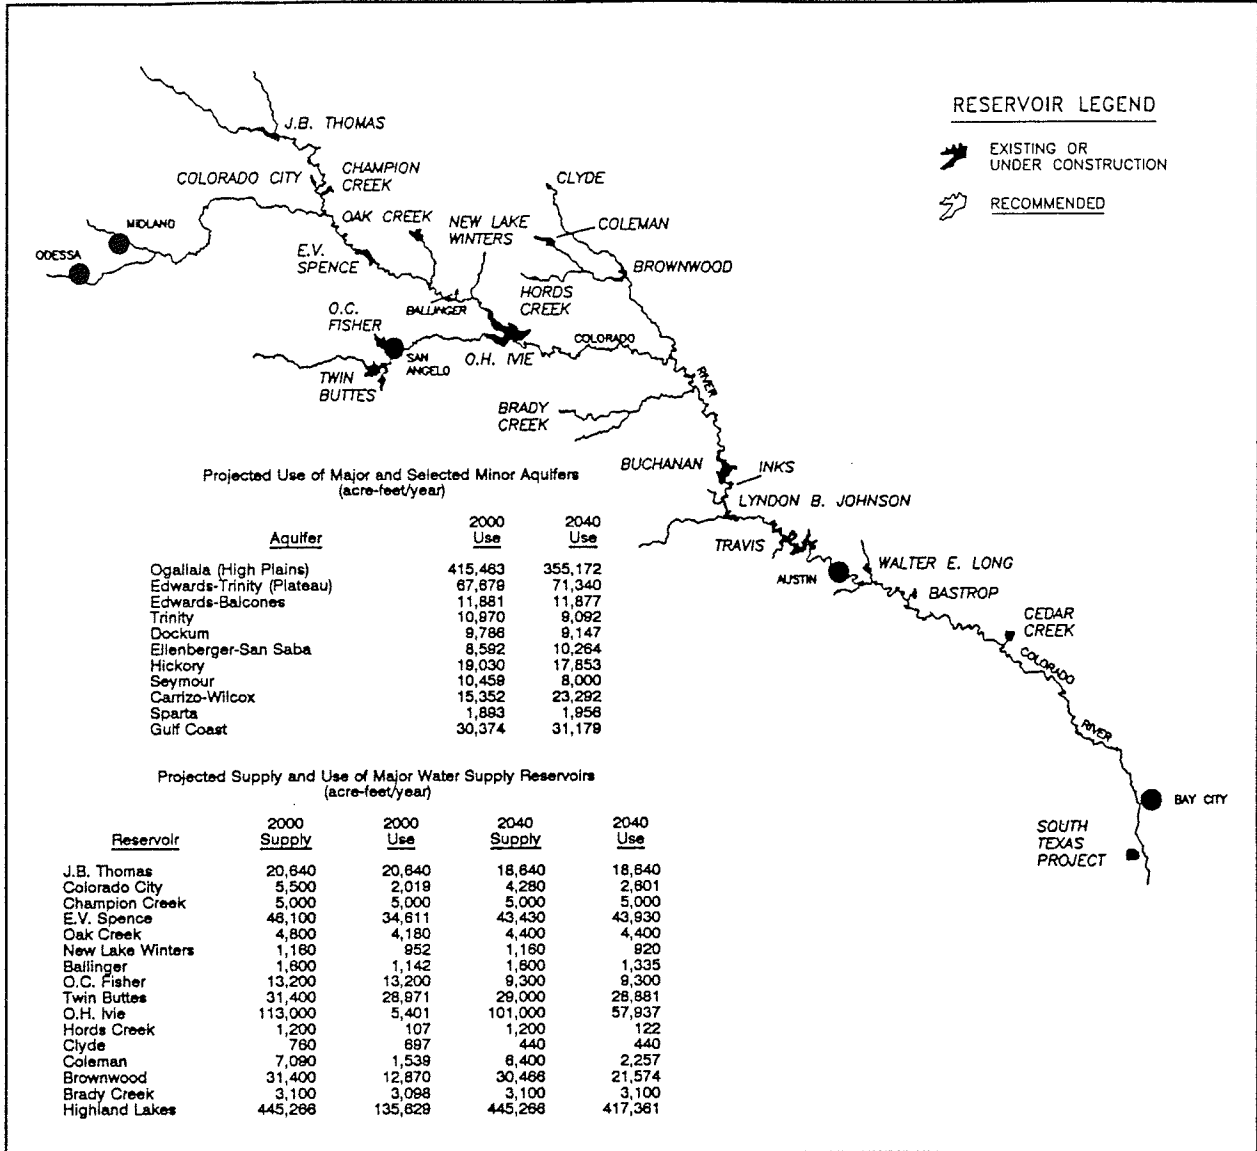 RESERVOIR LEGEND
EXISTING OR
UNDER CONSTRUCTION
RECOMMENDED
J.B. THOMAS
COLORADO CITY
CHAMPION
CREEK
CLYDE
MIDLAND
OAK CREEK
NEW LAKE
WINTERS
COLEMAN
ODESSA
E.V.
SPENCE
BROWNWOOD
BALLINGER
HORDS
CREEK
O.C.
FISHER
SAN
ANGELO
O.H. IVIE
COLORADO
RIVER
TWIN
BUTTES
BRADY
CREEK
BUCHANAN
INKS
LYNDON B. JOHNSON
TRAVIS
AUSTIN
WALTER E. LONG
BASTROP
CEDAR
CREEK
COLORADO
RIVER
BAY CITY
SOUTH
TEXAS
PROJECT
Projected Use of Major and Selected Minor Aquifers
(acre-feet/year)
Aquifer 2000 Use 2040 Use
Ogallala (High Plains) 415,463 355,172
Edwards-Trinity (Plateau) 67,679 71,340
Edwards-Balcones 11,881 11,877
Trinity 10,970 9,092
Dockum 9,786 9,147
Ellenberger-San Saba 8,592 10,264
Hickory 19,030 17,853
Seymour 10,459 8,000
Carrizo-Wilcox 15,352 23,292
Sparta 1,893 1,956
Gulf Coast 30,374 31,179
Projected Supply and Use of Major Water Supply Reservoirs
(acre-feet/year)
Reservoir 2000 Supply 2000 Use 2040 Supply 2040 Use
J.B. Thomas 20,640 20,640 18,640 18,640
Colorado City 5,500 2,019 4,280 2,601
Champion Creek 5,000 5,000 5,000 5,000
E.V. Spence 46,100 34,611 43,430 43,930
Oak Creek 4,800 4,180 4,400 4,400
New Lake Winters 1,160 952 1,160 920
Ballinger 1,600 1,142 1,600 1,335
O.C. Fisher 13,200 13,200 9,300 9,300
Twin Buttes 31,400 28,971 29,000 28,881
O.H. Ivie 113,000 5,401 101,000 57,937
Hords Creek 1,200 107 1,200 122
Clyde 760 697 440 440
Coleman 7,090 1,539 6,400 2,257
Brownwood 31,400 12,870 30,466 21,574
Brady Creek 3,100 3,098 3,100 3,100
Highland Lakes 445,266 135,629 445,266 417,361